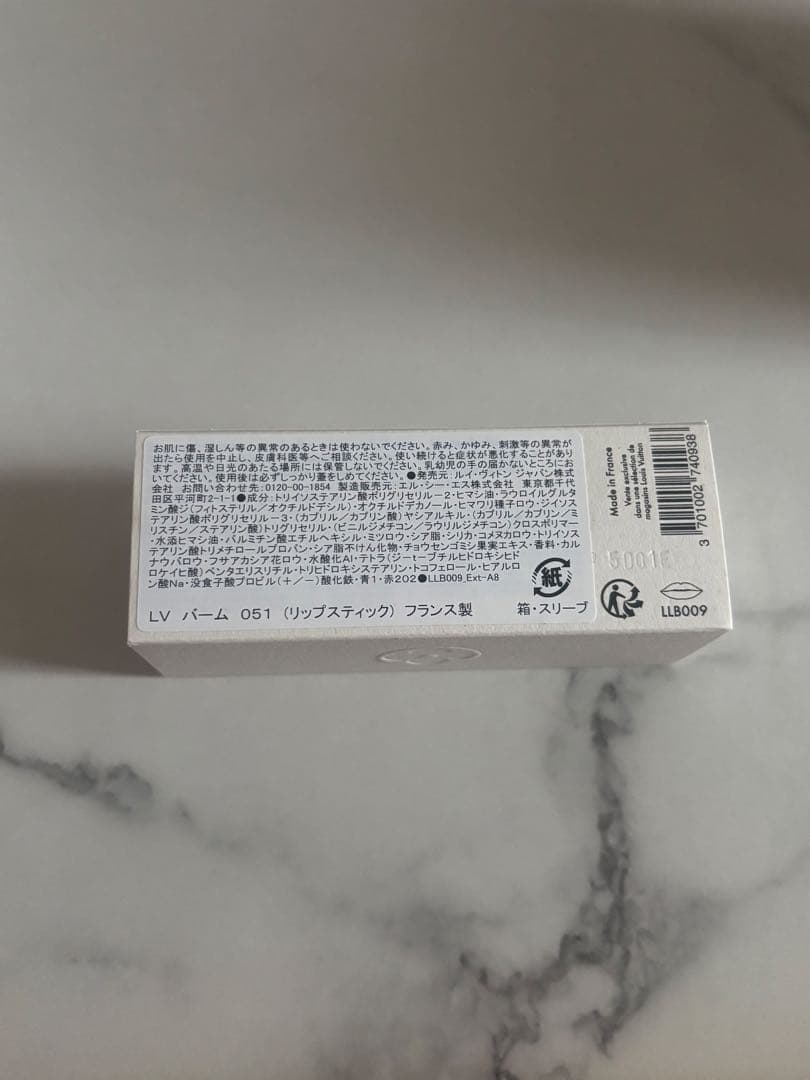 お肌に傷、湿しん等の異常のあるときは使わないでください。赤み、かゆみ、刺激等の異常が
出たら使用を中止し、皮膚科医等へご相談ください。使い続けると症状が悪化することがあり
ます。高温や日光のあたる場所には保管しないでください。乳幼児の手の届かないところにお
いてください。使用後は必ずしっかり蓋をしめてください。●発売元:ルイ・ヴィトン ジャパン株式
会社 お問い合わせ先:0120-00-1854 製造販売元:エル・シー・エス株式会社 東京都千代
田区平河町2-1-1●成分:トリイソステアリン酸ポリグリセリル-2・ヒマシ油・ラウロイルグルタ
ミン酸ジ(フィトステリル/オクチルドデシル)・オクチルドデカノール・ヒマワリ種子ロウ・ジイソス
テアリン酸ポリグリセリル-3・(カプリル/カプリン酸)ヤシアルキル・(カプリル/カプリン/ミ
リスチン/ステアリン酸)トリグリセリル・(ビニルジメチコン/ラウリルジメチコン)クロスポリマー
・水添ヒマシ油・パルミチン酸エチルヘキシル・ミツロウ・シア脂・シリカ・コメヌカロウ・トリイソス
テアリン酸トリメチロールプロパン・シア脂不けん化物・チョウセンゴミシ果実エキス・香料・カル
ナウバロウ・フサアカシア花ロウ・水酸化Al・テトラ(ジ-t-ブチルヒドロキシヒド
ロケイヒ酸)ペンタエリスリチル・トリヒドロキシステアリン・トコフェロール・ヒアルロ
ン酸Na・没食子酸プロピル(+/-)酸化鉄・青1・赤202●LLB009_Ext-A8
紙
LV バーム 051 (リップスティック) フランス製 箱・スリーブ
Made in France
Vente exclusive
dans une sélection de
magasins Louis Vuitton
3 701002 740938
5001E
LLB009